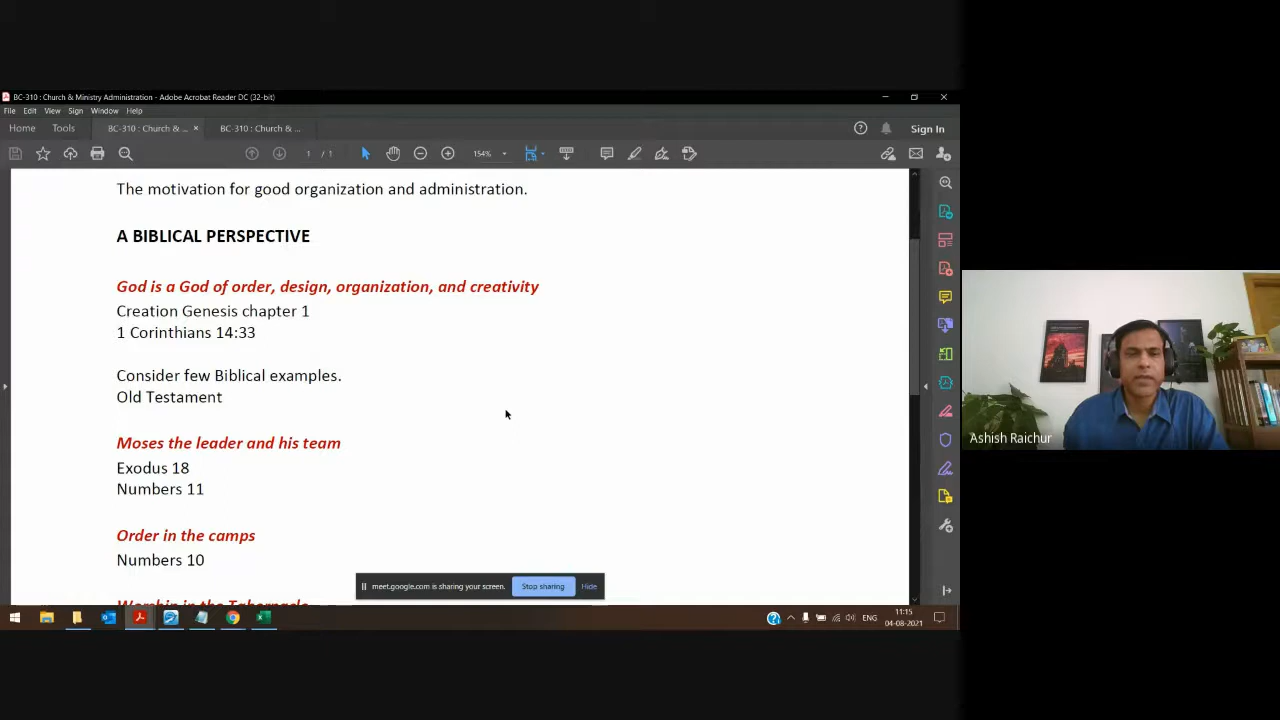 BC-310 : Church & Ministry Administration - Adobe Acrobat Reader DC (32-bit)
File Edit View Sign Window Help
Home Tools BC-310 : Church & ... × BC-310 : Church & ... Sign In
1 / 1 154%
The motivation for good organization and administration.
A BIBLICAL PERSPECTIVE
God is a God of order, design, organization, and creativity
Creation Genesis chapter 1
1 Corinthians 14:33
Consider few Biblical examples.
Old Testament
Moses the leader and his team
Exodus 18
Numbers 11
Order in the camps
Numbers 10
Worship in the Tabernacle
meet.google.com is sharing your screen. Stop sharing Hide
ENG 11:15
04-08-2021
Ashish Raichur